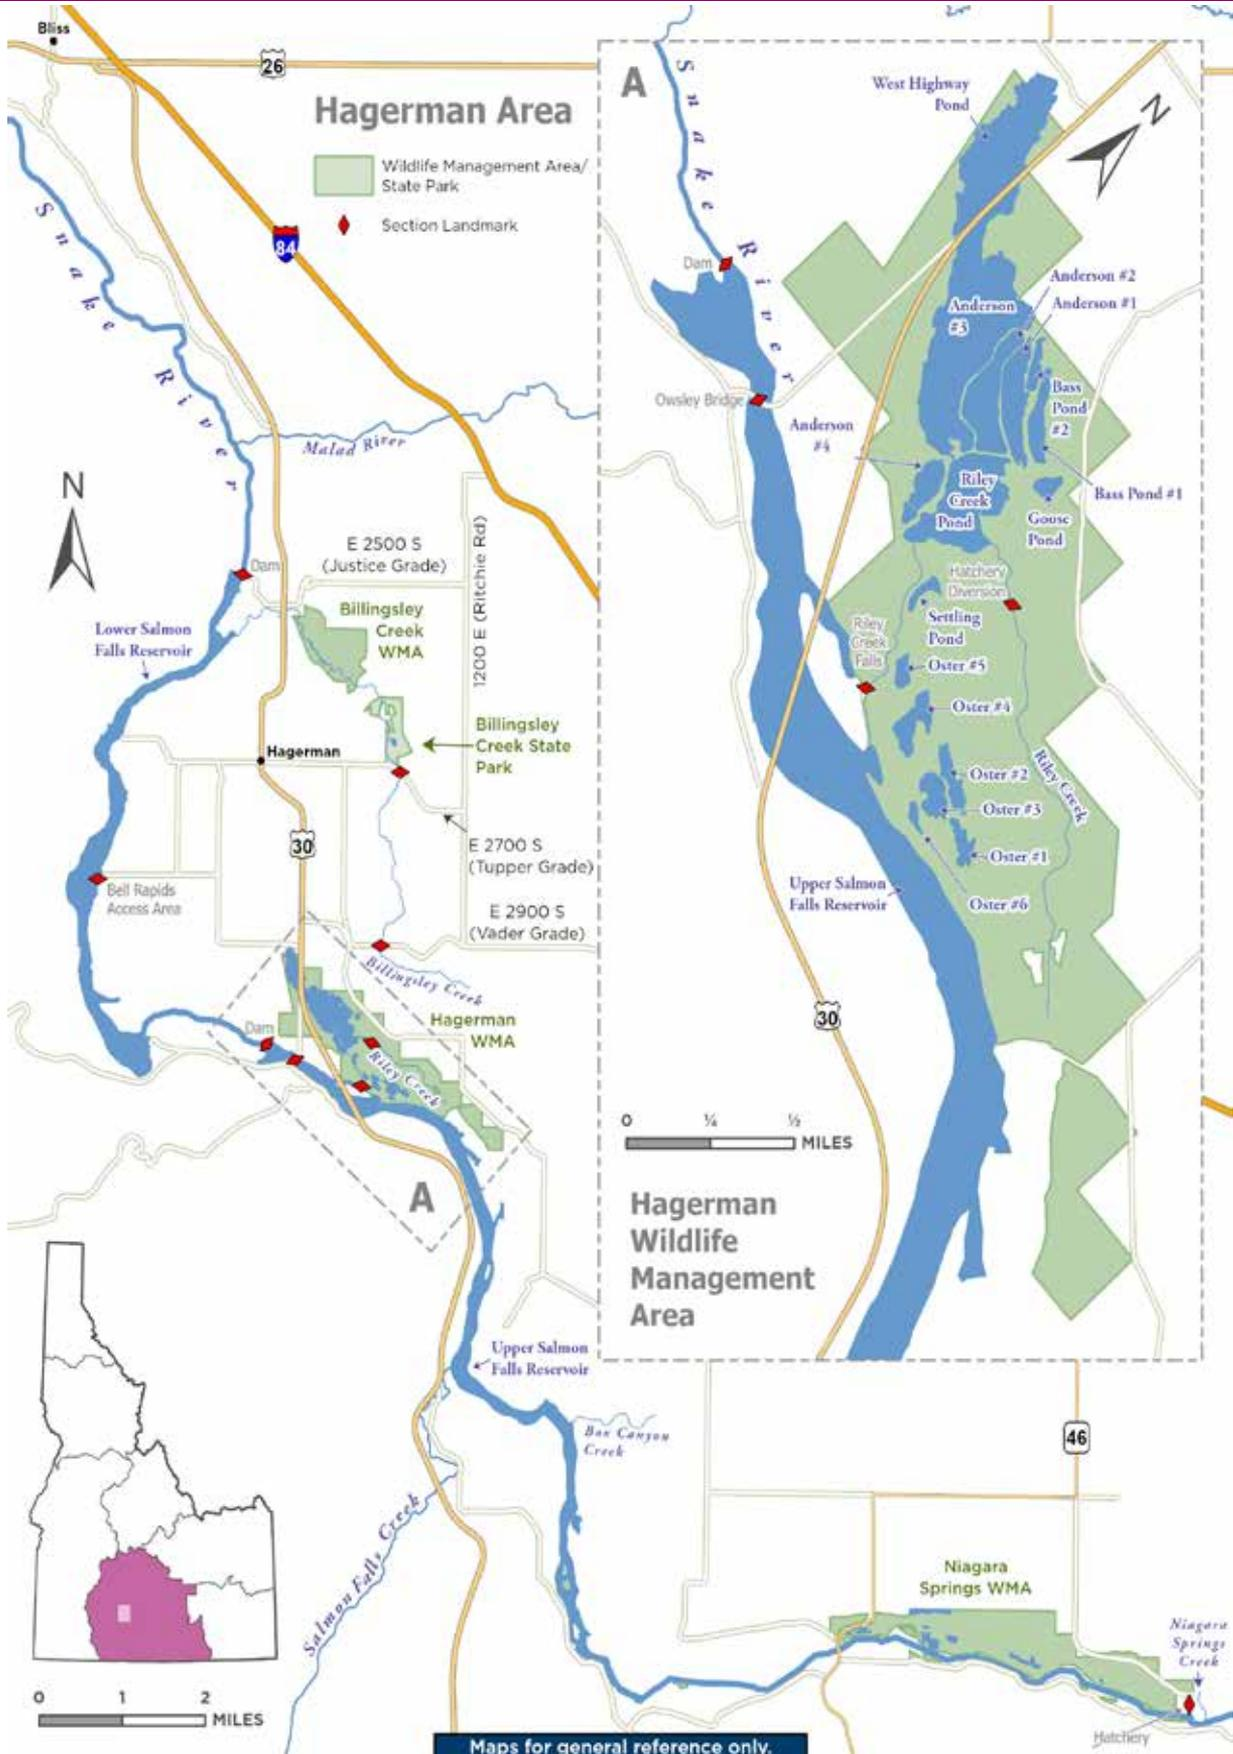 Bliss
26
Hagerman Area
Wildlife Management Area/
State Park
Section Landmark
84
Snake River
Malad River
N
E 2500 S
(Justice Grade)
1200 E (Ritchie Rd)
Dam
Billingsley
Creek
WMA
Lower Salmon
Falls Reservoir
Billingsley
Creek State
Park
Hagerman
30
E 2700 S
(Tupper Grade)
Bell Rapids
Access Area
E 2900 S
(Vader Grade)
Billingsley Creek
Hagerman
WMA
Dam
Riley Creek
A
Upper Salmon
Falls Reservoir
Box Canyon
Creek
Salmon Falls Creek
0 1 2
MILES
A
Snake River
West Highway
Pond
N
Dam
Anderson #2
Anderson #1
Anderson
#3
Owsley Bridge
Bass
Pond
#2
Anderson
#4
Riley
Creek
Pond
Bass Pond #1
Goose
Pond
Hatchery
Diversion
Settling
Pond
Riley
Creek
Falls
Oster #5
Oster #4
Riley Creek
Oster #2
Oster #3
Oster #1
Upper Salmon
Falls Reservoir
Oster #6
30
0 ¼ ½
MILES
Hagerman
Wildlife
Management
Area
46
Niagara
Springs WMA
Niagara
Springs
Creek
Hatchery
Maps for general reference only.